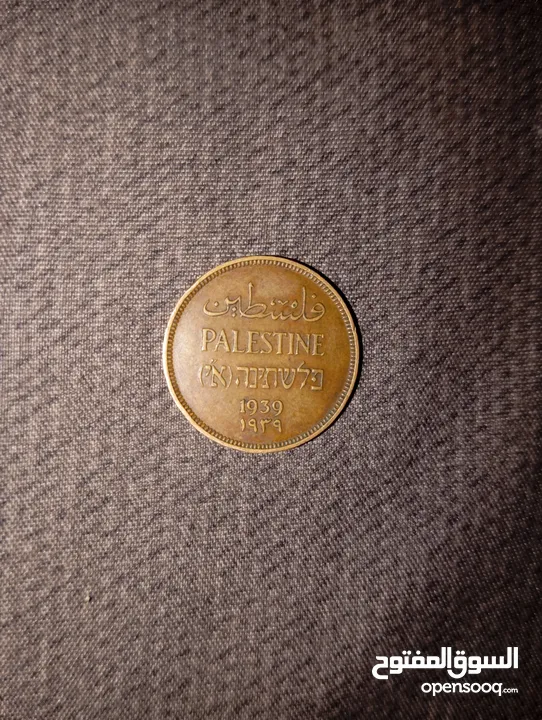 فلسطين
PALESTINE
פלשתינה (א״י)
1939
١٩٣٩
السوق المفتوح
opensooq.com